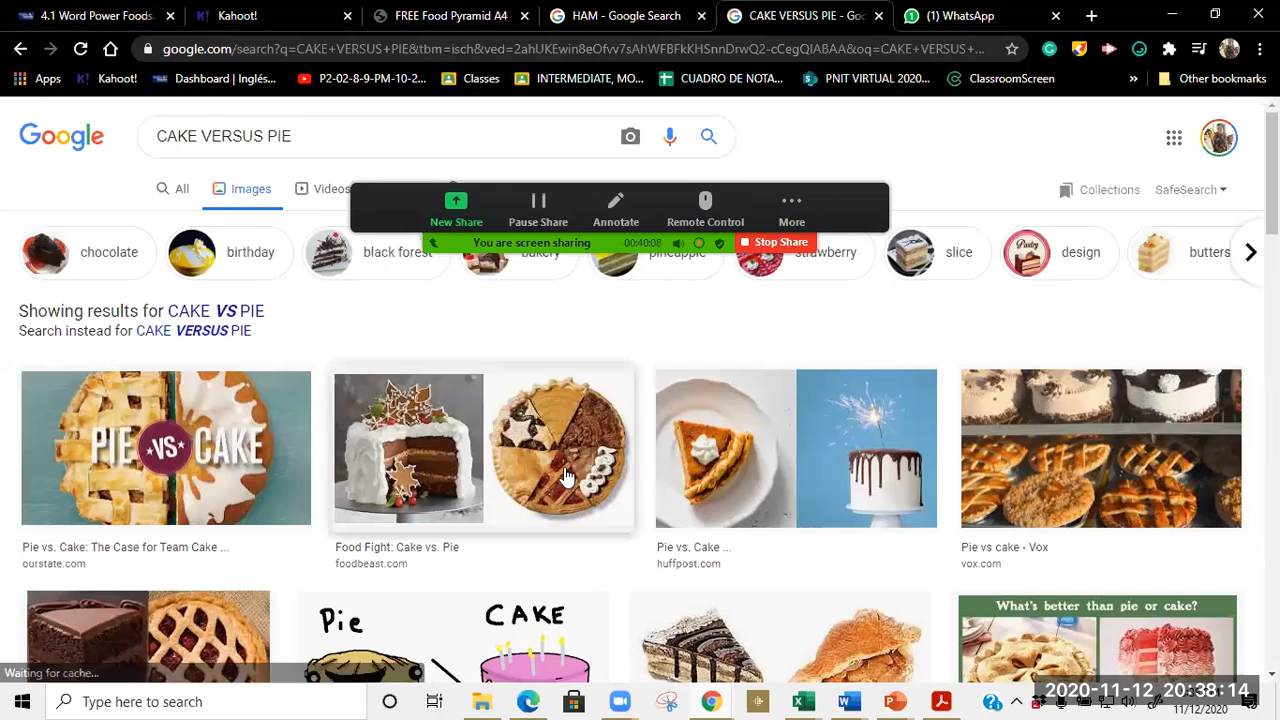 4.1 Word Power Foods. Kahoot! FREE Food Pyramid A4 HAM - Google Search CAKE VERSUS PIE - Goo (1) WhatsApp
google.com/search?q=CAKE+VERSUS+PIE&tbm=isch&ved=2ahUKEwin8eOfvv7sAhWFBFkKHSnnDrwQ2-cCegQIABAA&oq=CAKE+VERSUS+...
Apps Kahoot! Dashboard | Inglés... P2-02-8-9-PM-10-2... Classes INTERMEDIATE, MO... CUADRO DE NOTA... PNIT VIRTUAL 2020... ClassroomScreen » Other bookmarks
Google CAKE VERSUS PIE
All Images Videos Collections SafeSearch
New Share Pause Share Annotate Remote Control More
You are screen sharing 00:40:08 Stop Share
chocolate birthday black forest bakery pineapple strawberry slice design butters
Showing results for CAKE VS PIE
Search instead for CAKE VERSUS PIE
PIE VS CAKE
Pie vs. Cake: The Case for Team Cake ... Food Fight: Cake vs. Pie Pie vs. Cake ... Pie vs cake - Vox
ourstate.com foodbeast.com huffpost.com vox.com
Pie CAKE What's better than pie or cake?
Waiting for cache...
Type here to search
2020-11-12 20:38:14
11/12/2020